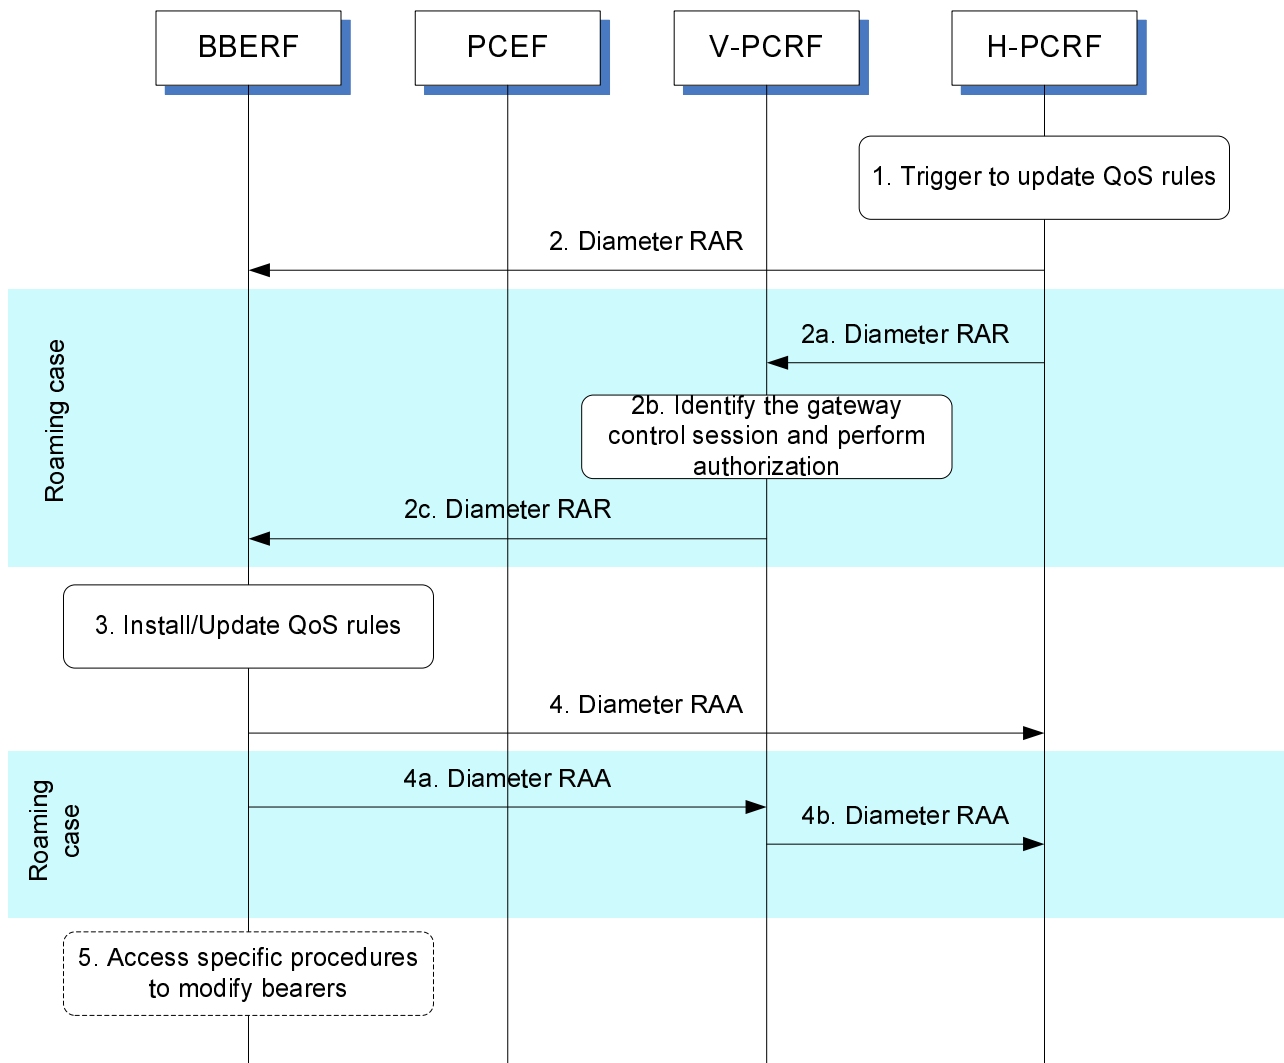 BBERF
PCEF
V-PCRF
H-PCRF
1. Trigger to update QoS rules
2. Diameter RAR
Roaming case
2a. Diameter RAR
2b. Identify the gateway
control session and perform
authorization
2c. Diameter RAR
3. Install/Update QoS rules
4. Diameter RAA
Roaming
case
4a. Diameter RAA
4b. Diameter RAA
5. Access specific procedures
to modify bearers